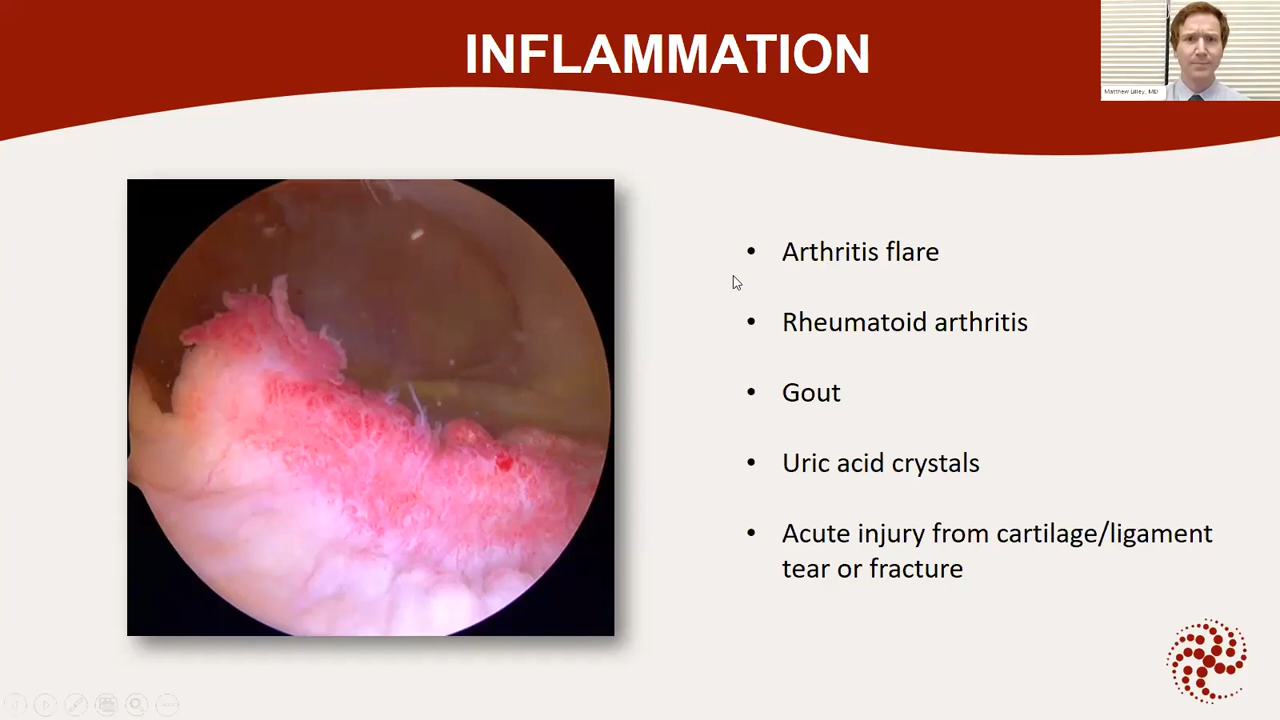 INFLAMMATION
Matthew Lilley, MD
• Arthritis flare
• Rheumatoid arthritis
• Gout
• Uric acid crystals
• Acute injury from cartilage/ligament
tear or fracture